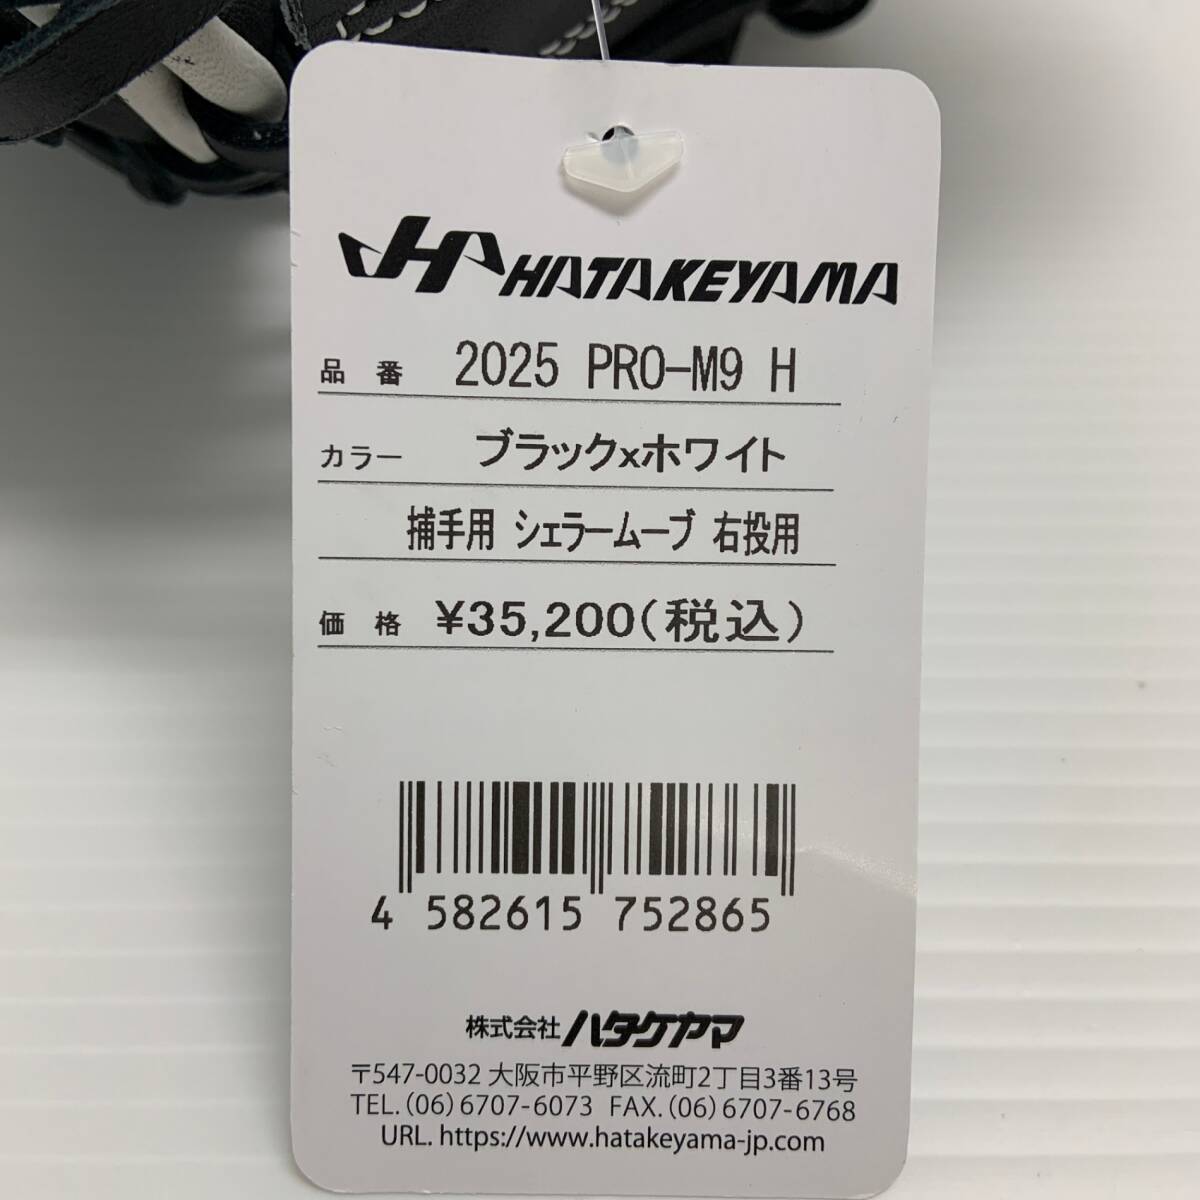 HATAKEYAMA
品番 2025 PRO-M9 H
カラー ブラックxホワイト
捕手用 シェラームーブ 右投用
価格 ¥35,200(税込)
4 582615 752865
株式会社ハタケヤマ
〒547-0032 大阪市平野区流町2丁目3番13号
TEL.(06)6707-6073 FAX.(06)6707-6768
URL. https://www.hatakeyama-jp.com